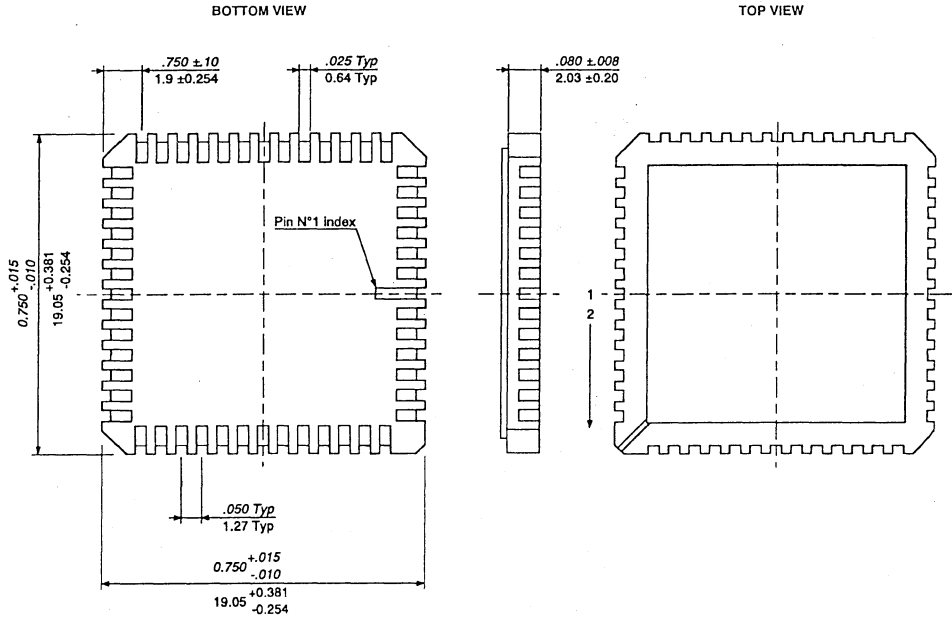 BOTTOM VIEW
TOP VIEW
.750 ±.10
1.9 ±0.254
.025 Typ
0.64 Typ
.080 ±.008
2.03 ±0.20
Pin N°1 index
0.750 +.015 -.010
19.05 +0.381 -0.254
1
2
.050 Typ
1.27 Typ
0.750 +.015 -.010
19.05 +0.381 -0.254